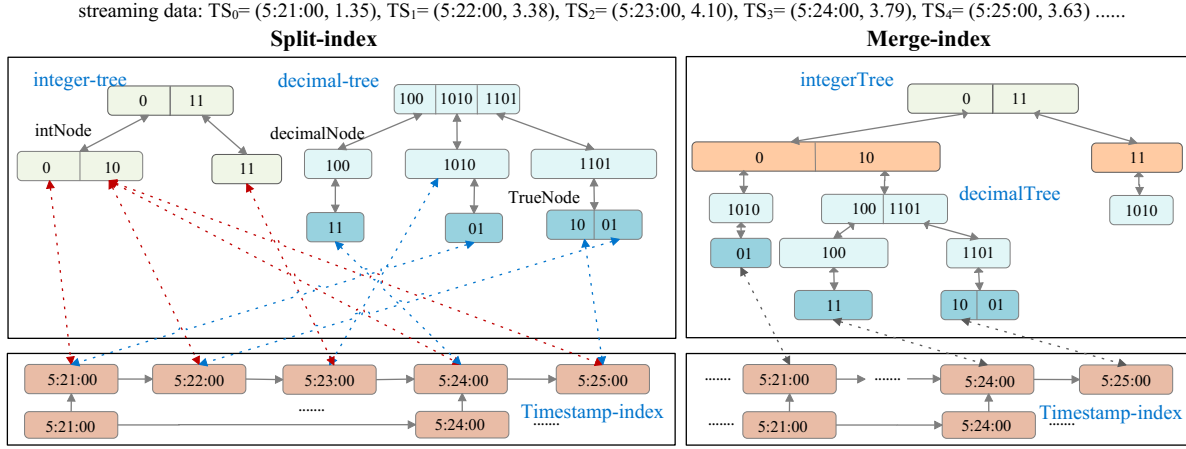 streaming data: TS0= (5:21:00, 1.35), TS1= (5:22:00, 3.38), TS2= (5:23:00, 4.10), TS3= (5:24:00, 3.79), TS4= (5:25:00, 3.63) ......
Split-index
integer-tree
decimal-tree
0 11
100 1010 1101
intNode
decimalNode
0 10
11
100
1010
1101
TrueNode
11
01
10 01
5:21:00
5:22:00
5:23:00
5:24:00
5:25:00
.......
Timestamp-index
5:21:00
5:24:00
.......
Merge-index
integerTree
0 11
0 10
11
decimalTree
1010
100 1101
1010
01
100
1101
11
10 01
.......
5:21:00
.......
5:24:00
5:25:00
Timestamp-index
.......
5:21:00
5:24:00
.......